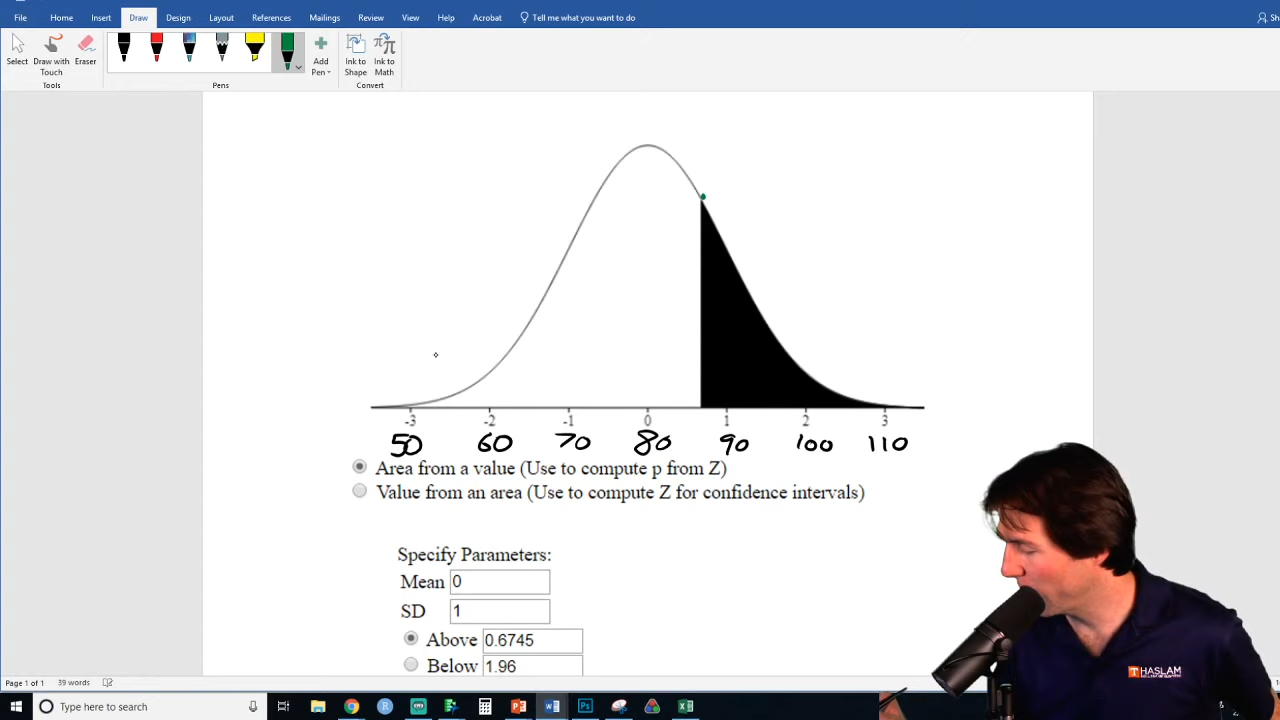 File Home Insert Draw Design Layout References Mailings Review View Help Acrobat Tell me what you want to do
Select Draw with Touch Eraser Add Pen Ink to Shape Ink to Math
Tools Pens Convert
-3 -2 -1 0 1 2 3
50 60 70 80 90 100 110
Area from a value (Use to compute p from Z)
Value from an area (Use to compute Z for confidence intervals)
Specify Parameters:
Mean 0
SD 1
Above 0.6745
Below 1.96
HASLAM
Page 1 of 1 39 words
Type here to search